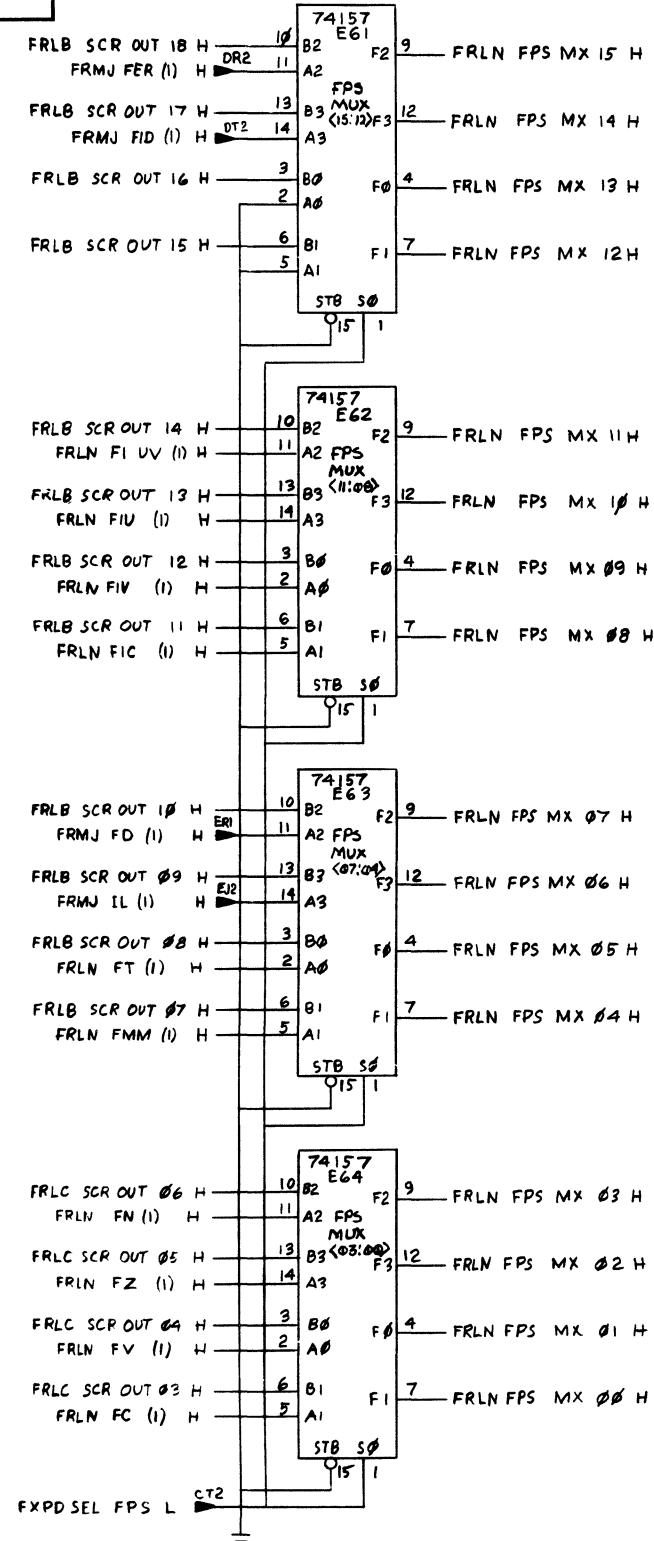 74157
E61
FRLB SCR OUT 18 H 1Ø B2 F2 9 FRLN FPS MX 15 H
FRMJ FER (1) H DR2 11 A2
FPS
MUX
<15:12>
FRLB SCR OUT 17 H 13 B3 F3 12 FRLN FPS MX 14 H
FRMJ FID (1) H DT2 14 A3
FRLB SCR OUT 16 H 3 BØ FØ 4 FRLN FPS MX 13 H
2 AØ
FRLB SCR OUT 15 H 6 B1 F1 7 FRLN FPS MX 12 H
5 A1
STB SØ
15 1
74157
E62
FRLB SCR OUT 14 H 10 B2 F2 9 FRLN FPS MX 11 H
FRLN FI UV (1) H 11 A2 FPS
MUX
<11:08>
FRLB SCR OUT 13 H 13 B3 F3 12 FRLN FPS MX 1Ø H
FRLN FIU (1) H 14 A3
FRLB SCR OUT 12 H 3 BØ FØ 4 FRLN FPS MX Ø9 H
FRLN FIV (1) H 2 AØ
FRLB SCR OUT 11 H 6 B1 F1 7 FRLN FPS MX Ø8 H
FRLN FIC (1) H 5 A1
STB SØ
15 1
74157
E63
FRLB SCR OUT 1Ø H 10 B2 F2 9 FRLN FPS MX Ø7 H
FRMJ FD (1) H ER1 11 A2 FPS
MUX
<Ø7:Ø4>
FRLB SCR OUT Ø9 H 13 B3 F3 12 FRLN FPS MX Ø6 H
FRMJ IL (1) H EJ2 14 A3
FRLB SCR OUT Ø8 H 3 BØ FØ 4 FRLN FPS MX Ø5 H
FRLN FT (1) H 2 AØ
FRLB SCR OUT Ø7 H 6 B1 F1 7 FRLN FPS MX Ø4 H
FRLN FMM (1) H 5 A1
STB SØ
15 1
74157
E64
FRLC SCR OUT Ø6 H 10 B2 F2 9 FRLN FPS MX Ø3 H
FRLN FN (1) H 11 A2 FPS
MUX
<Ø3:ØØ>
FRLC SCR OUT Ø5 H 13 B3 F3 12 FRLN FPS MX Ø2 H
FRLN FZ (1) H 14 A3
FRLC SCR OUT Ø4 H 3 BØ FØ 4 FRLN FPS MX Ø1 H
FRLN FV (1) H 2 AØ
FRLC SCR OUT Ø3 H 6 B1 F1 7 FRLN FPS MX ØØ H
FRLN FC (1) H 5 A1
STB SØ
15 1
FXPD SEL FPS L CT2